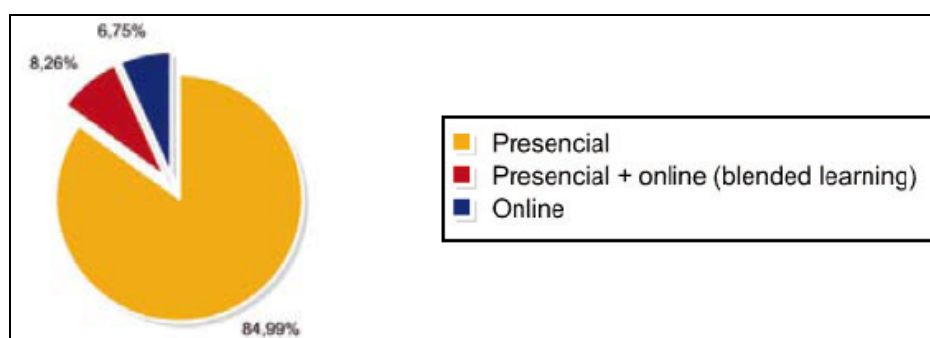 6,75%
8,26%
84,99%
Presencial
Presencial + online (blended learning)
Online